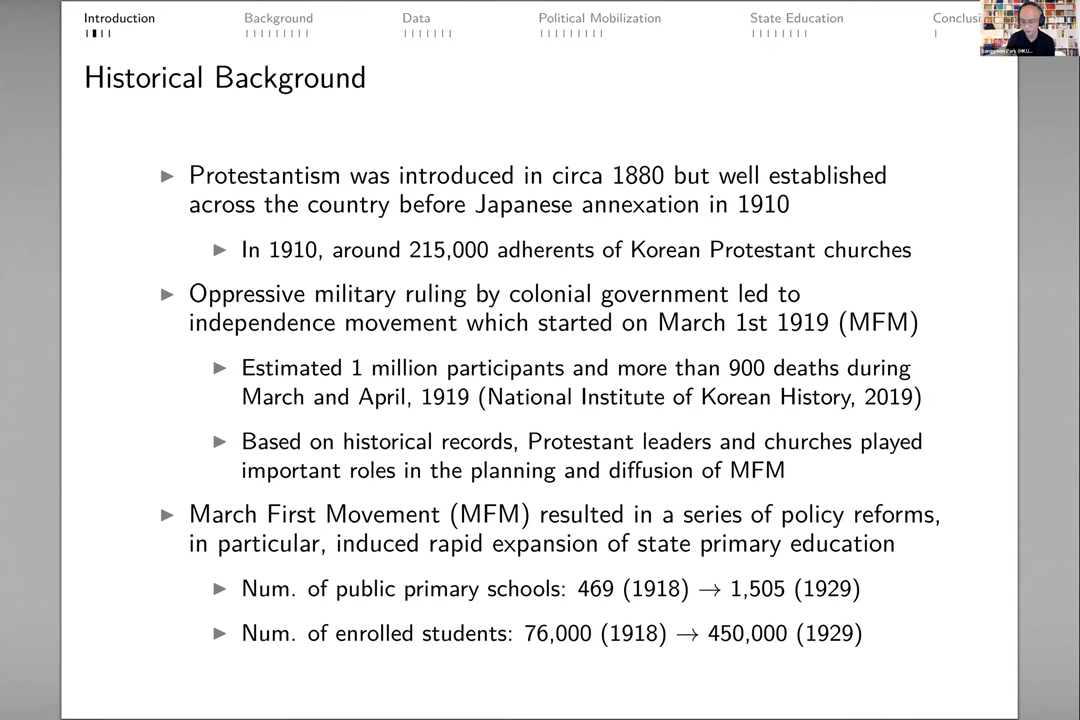 Introduction
Background
Data
Political Mobilization
State Education
Conclusi
Historical Background
Protestantism was introduced in circa 1880 but well established
across the country before Japanese annexation in 1910
In 1910, around 215,000 adherents of Korean Protestant churches
Oppressive military ruling by colonial government led to
independence movement which started on March 1st 1919 (MFM)
Estimated 1 million participants and more than 900 deaths during
March and April, 1919 (National Institute of Korean History, 2019)
Based on historical records, Protestant leaders and churches played
important roles in the planning and diffusion of MFM
March First Movement (MFM) resulted in a series of policy reforms,
in particular, induced rapid expansion of state primary education
Num. of public primary schools: 469 (1918) → 1,505 (1929)
Num. of enrolled students: 76,000 (1918) → 450,000 (1929)